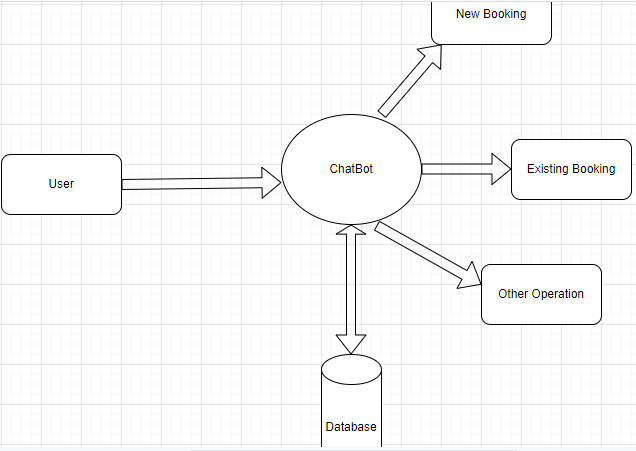 New Booking
ChatBot
Existing Booking
User
Other Operation
Database